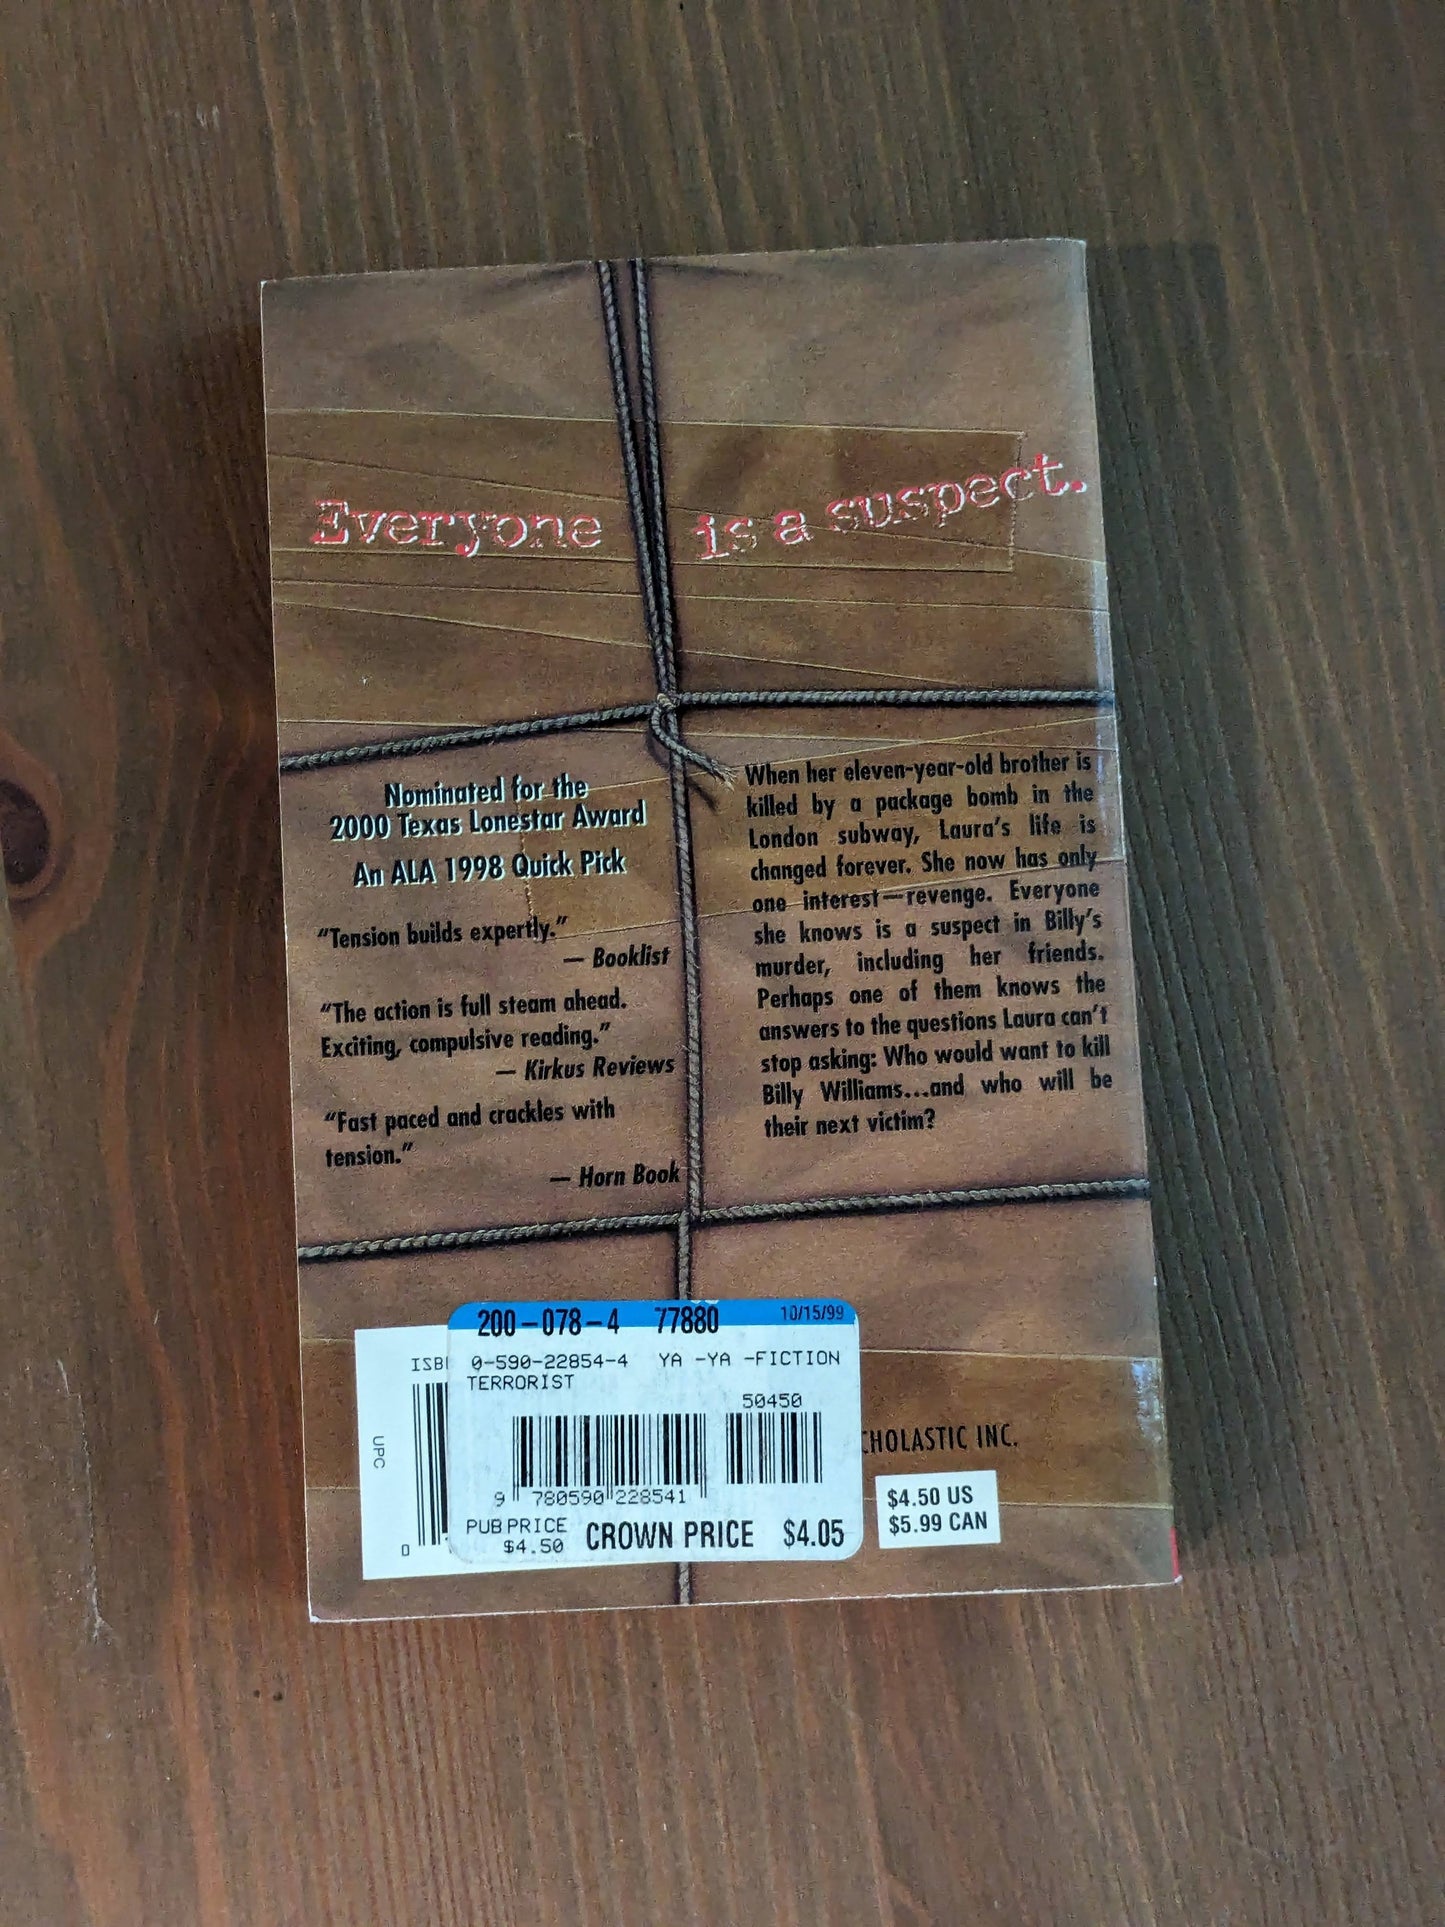 Everyone is a suspect.
Nominated for the
2000 Texas Lonestar Award
An ALA 1998 Quick Pick
“Tension builds expertly.”
— Booklist
“The action is full steam ahead.
Exciting, compulsive reading.”
— Kirkus Reviews
“Fast paced and crackles with
tension.”
— Horn Book
When her eleven-year-old brother is
killed by a package bomb in the
London subway, Laura’s life is
changed forever. She now has only
one interest—revenge. Everyone
she knows is a suspect in Billy’s
murder, including her friends.
Perhaps one of them knows the
answers to the questions Laura can’t
stop asking: Who would want to kill
Billy Williams...and who will be
their next victim?
200-078-4 77880 10/15/99
ISB 0-590-22854-4 YA -YA -FICTION
TERRORIST
50450
9 780590 228541
PUB PRICE
$4.50
CROWN PRICE $4.05
UPC
0
CHOLASTIC INC.
$4.50 US
$5.99 CAN